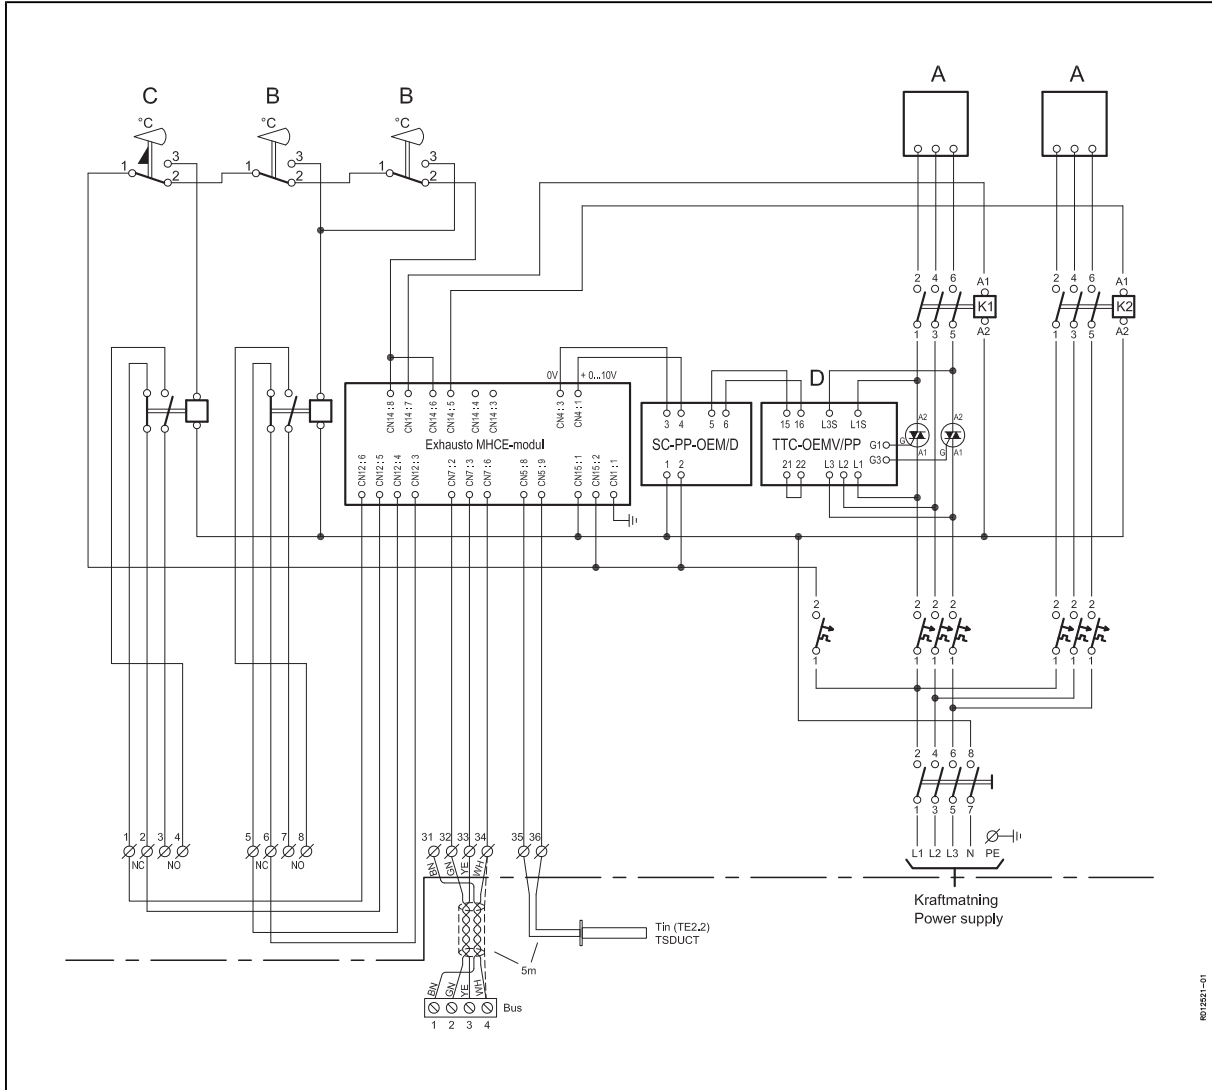 A A
C B B
°C °C °C
1 3 2 1 3 2 1 3 2
2 4 6 A1 2 4 6 A1
K1 K2
1 3 5 A2 1 3 5 A2
0V + 0...10V
CN14:8 CN14:7 CN14:6 CN14:5 CN14:4 CN14:3 CN4:3 CN4:1
Exhausto MHCE-modul
CN12:6 CN12:5 CN12:4 CN12:3 CN7:2 CN7:3 CN7:6 CN5:8 CN5:9 CN15:1 CN15:2 CN1:1
3 4 5 6
SC-PP-OEM/D
1 2
D
15 16 L3S L1S
TTC-OEMV/PP
21 22 L3 L2 L1
G1
G3
A2 G A1
A2 G A1
2 2 2 2 2 2 2
1 1 1 1 1 1 1
2 4 6 8
1 3 5 7
L1 L2 L3 N PE
Kraftmatning
Power supply
1 2 3 4 5 6 7 8 31 32 33 34 35 36
NC NO NC NO
BN GN YE WH
Tin (TE2.2)
TSDUCT
5m
BN GN YE WH
Bus
1 2 3 4
RD12521-01